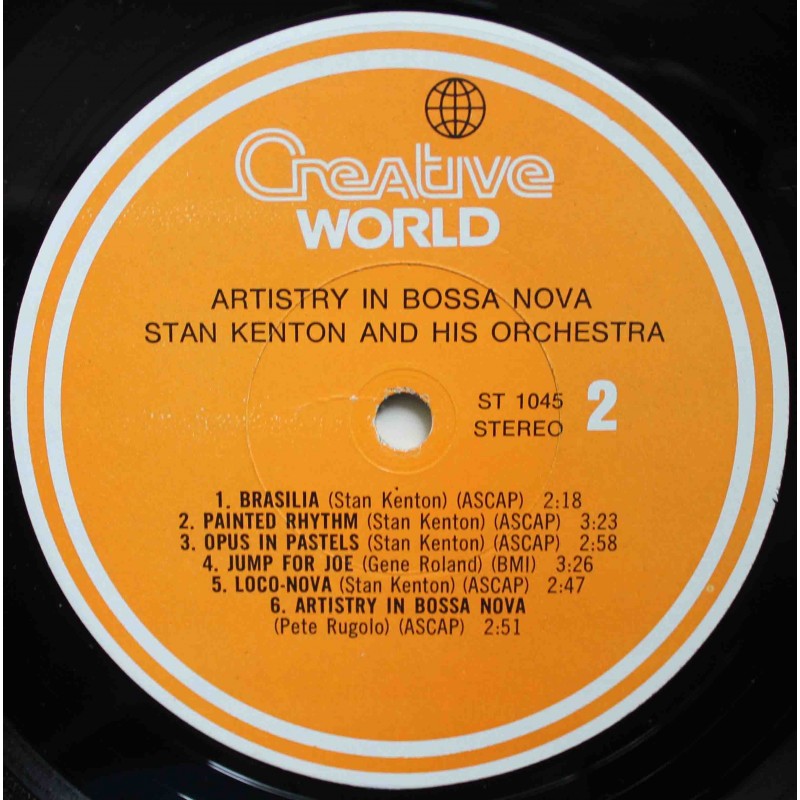 Creative
WORLD
ARTISTRY IN BOSSA NOVA
STAN KENTON AND HIS ORCHESTRA
ST 1045 2
STEREO
1. BRASILIA (Stan Kenton) (ASCAP) 2:18
2. PAINTED RHYTHM (Stan Kenton) (ASCAP) 3:23
3. OPUS IN PASTELS (Stan Kenton) (ASCAP) 2:58
4. JUMP FOR JOE (Gene Roland) (BMI) 3:26
5. LOCO-NOVA (Stan Kenton) (ASCAP) 2:47
6. ARTISTRY IN BOSSA NOVA
(Pete Rugolo) (ASCAP) 2:51